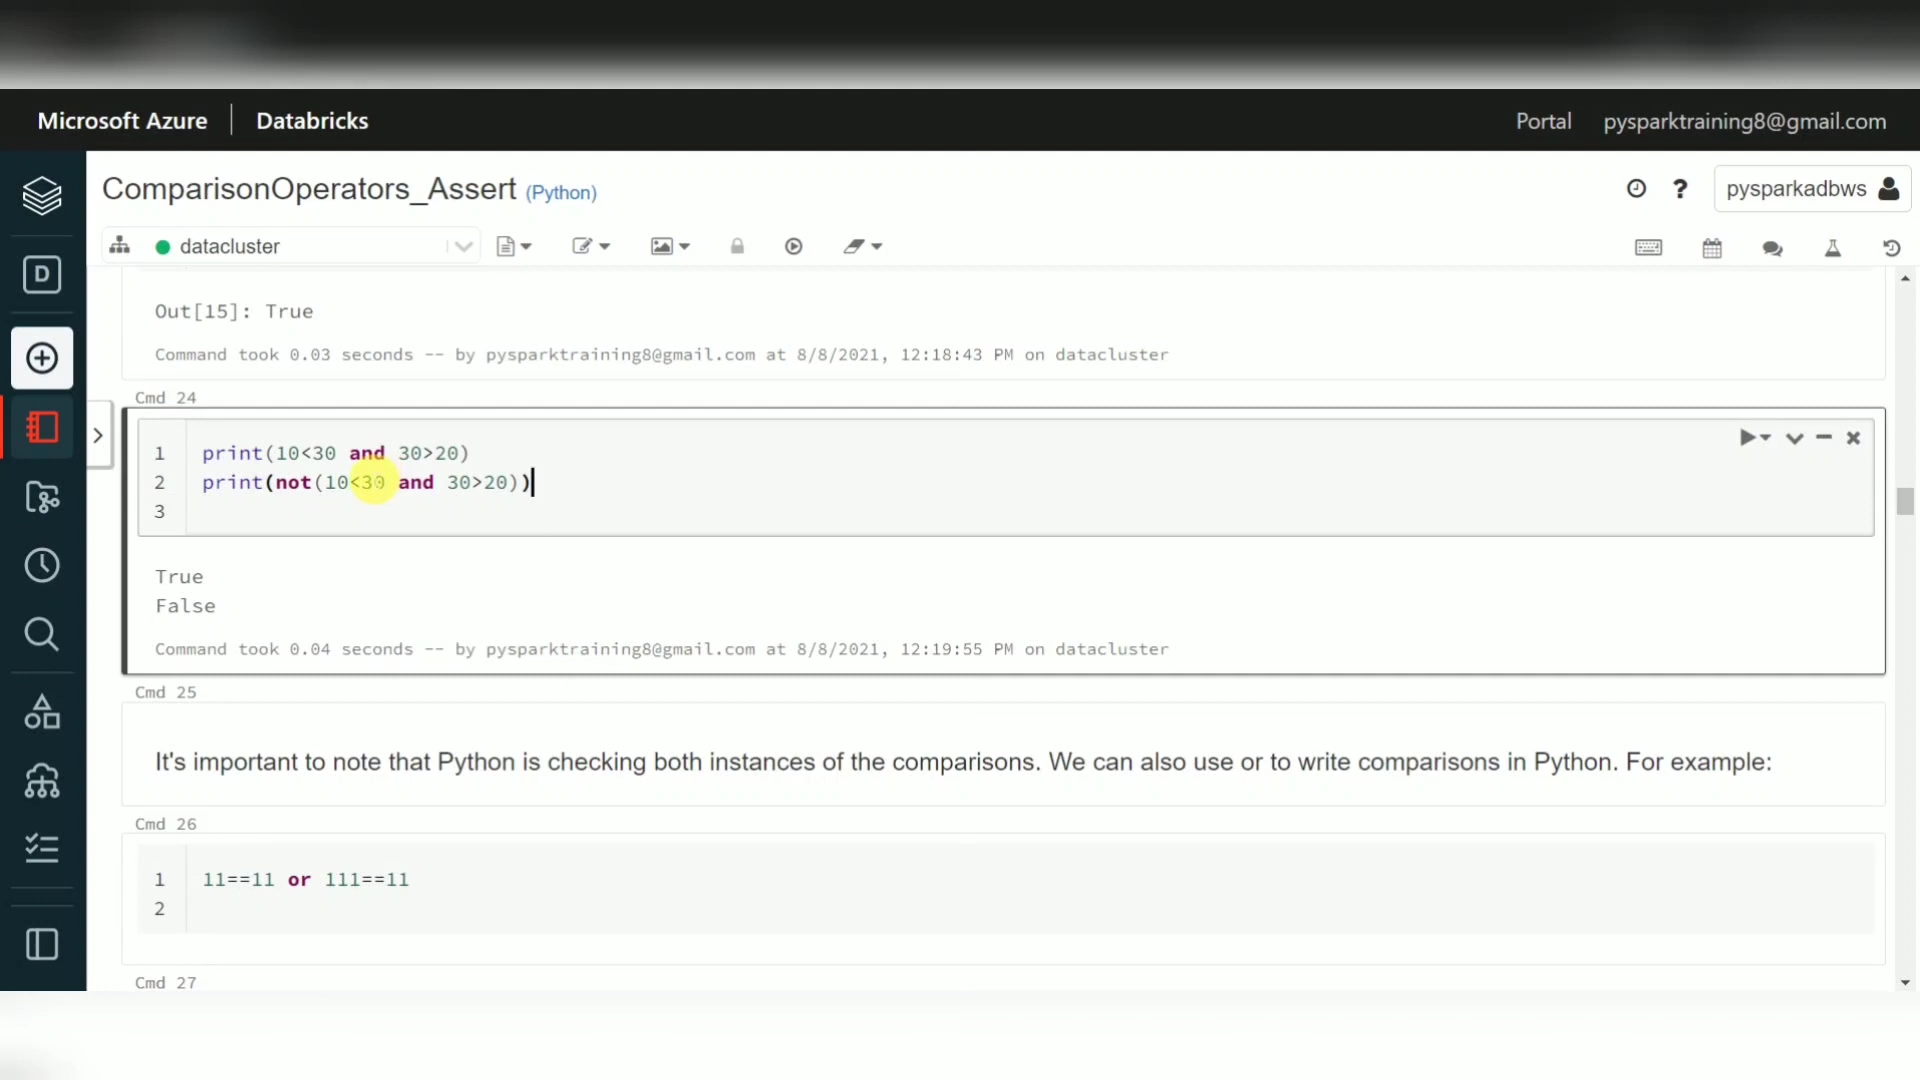 Microsoft Azure Databricks Portal pysparktraining8@gmail.com
ComparisonOperators_Assert (Python) ? pysparkadbws
D datacluster
Out[15]: True
Command took 0.03 seconds -- by pysparktraining8@gmail.com at 8/8/2021, 12:18:43 PM on datacluster
Cmd 24
1 print(10<30 and 30>20)
2 print(not(10<30 and 30>20))
3
True
False
Command took 0.04 seconds -- by pysparktraining8@gmail.com at 8/8/2021, 12:19:55 PM on datacluster
Cmd 25
It's important to note that Python is checking both instances of the comparisons. We can also use or to write comparisons in Python. For example:
Cmd 26
1 11==11 or 111==11
2
Cmd 27